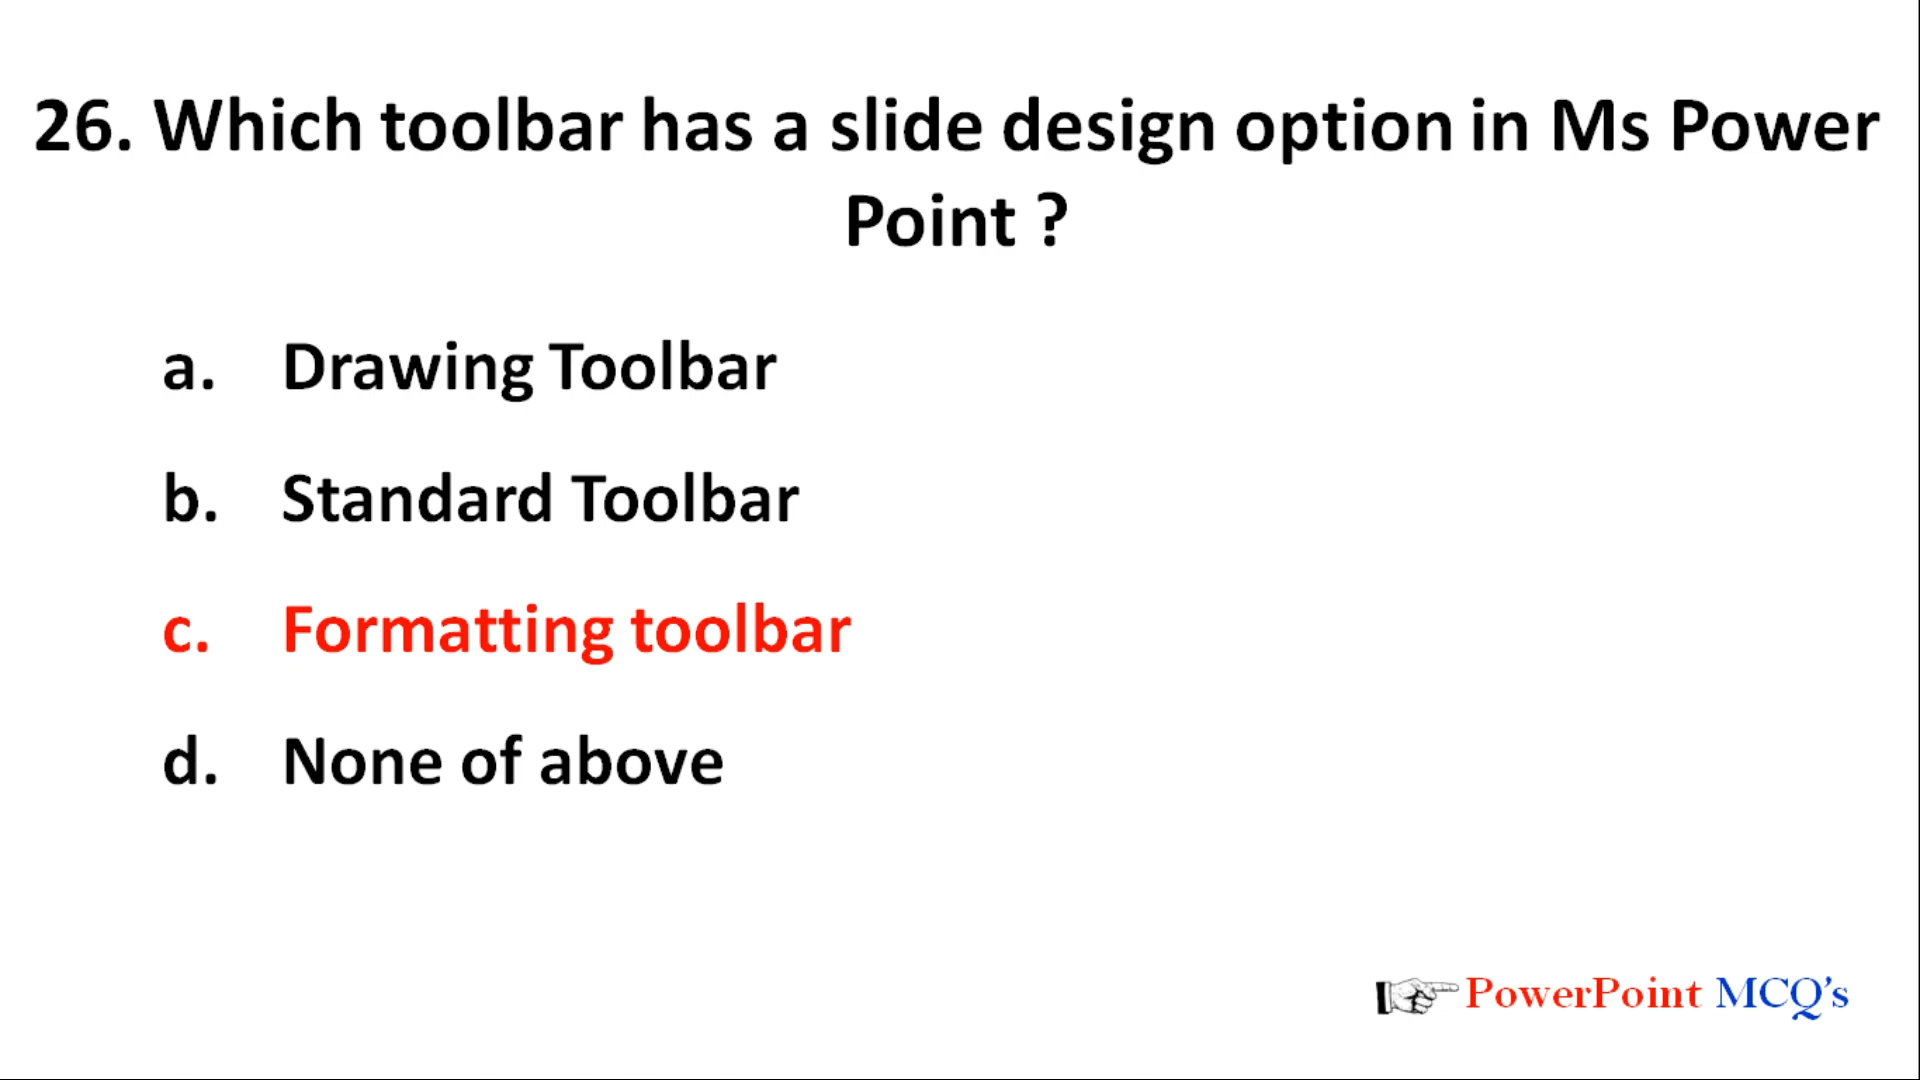 26. Which toolbar has a slide design option in Ms Power
Point ?
a. Drawing Toolbar
b. Standard Toolbar
c. Formatting toolbar
d. None of above
PowerPoint MCQ's